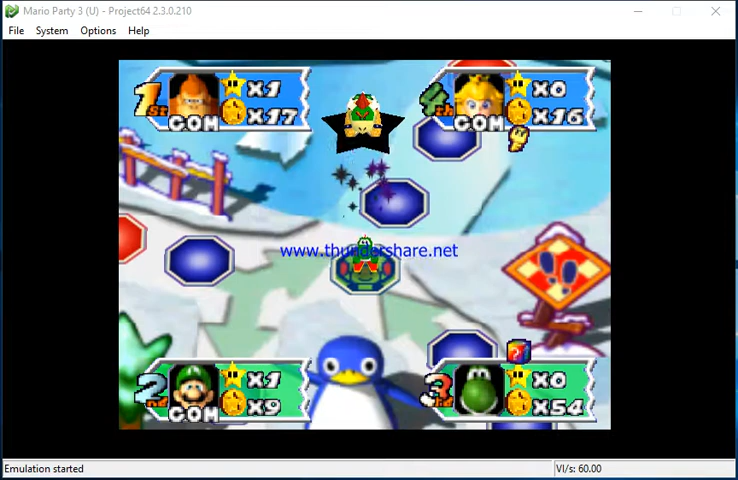 Mario Party 3 (U) - Project64 2.3.0.210
File System Options Help
1st COM x1 x17
4th COM x0 x16
www.thundershare.net
2nd COM x1 x9
3rd x0 x54
Emulation started VI/s: 60.00